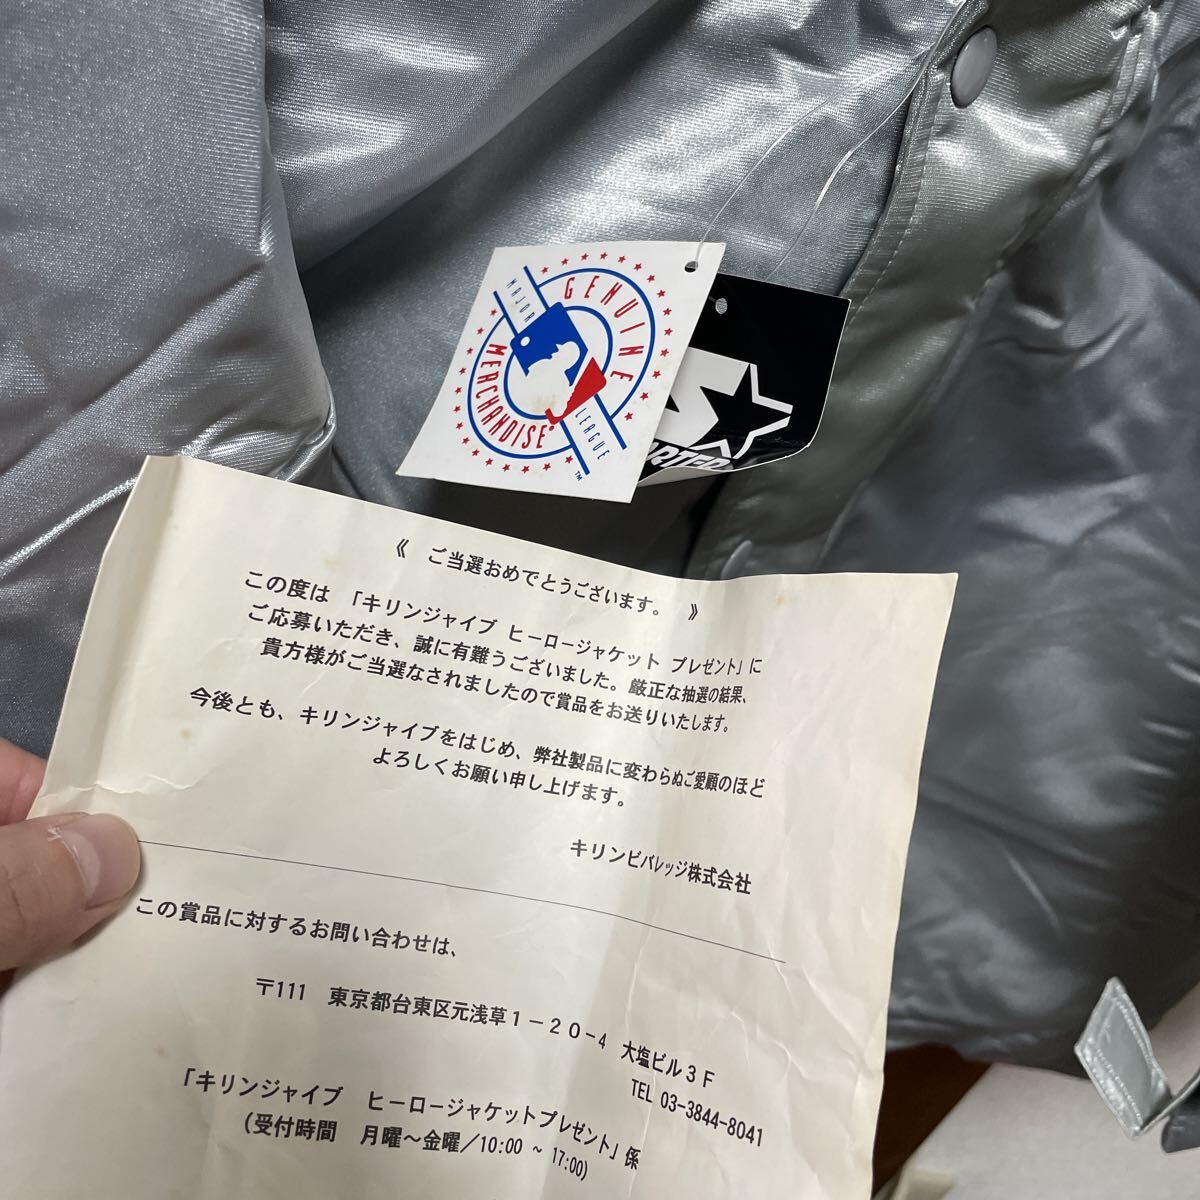 GENUINE
MERCHANDISE
MAJOR
LEAGUE
TM
《 ご当選おめでとうございます。 》
この度は 「キリンジャイブ ヒーロージャケット プレゼント」に
ご応募いただき、誠に有難うございました。厳正な抽選の結果、
貴方様がご当選なされましたので賞品をお送りいたします。
今後とも、キリンジャイブをはじめ、弊社製品に変わらぬご愛顧のほど
よろしくお願い申し上げます。
キリンビバレッジ株式会社
この賞品に対するお問い合わせは、
〒111 東京都台東区元浅草1-20-4 大塩ビル3F
TEL 03-3844-8041
「キリンジャイブ ヒーロージャケットプレゼント」係
(受付時間 月曜～金曜/10:00 ~ 17:00)